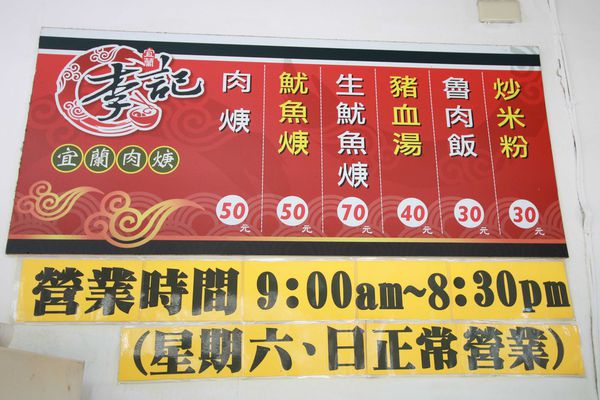 宜蘭
李記
宜蘭肉焿
肉焿 50元
魷魚焿 50元
生魷魚焿 70元
豬血湯 40元
魯肉飯 30元
炒米粉 30元
營業時間 9:00am~8:30pm
(星期六、日正常營業)